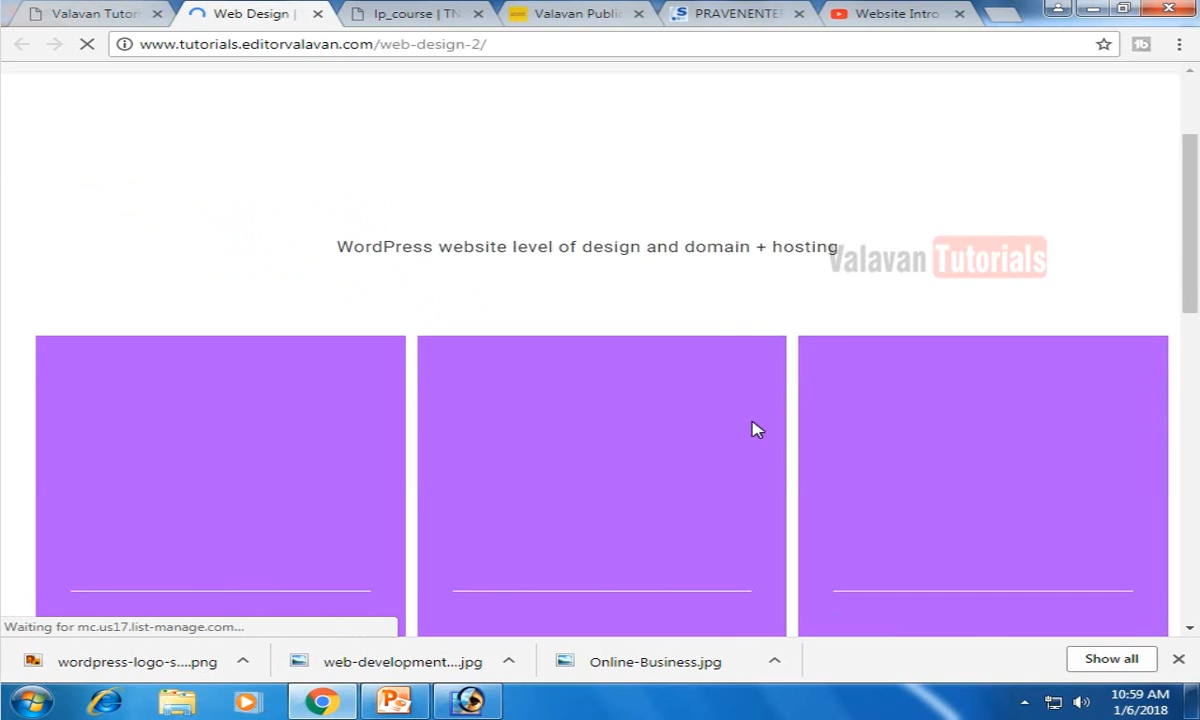 Valavan Tutori
Web Design |
lp_course | TN
Valavan Public
PRAVENENTER
Website Intro
www.tutorials.editorvalavan.com/web-design-2/
WordPress website level of design and domain + hosting
Valavan Tutorials
Waiting for mc.us17.list-manage.com...
wordpress-logo-s....png
web-development....jpg
Online-Business.jpg
Show all
10:59 AM
1/6/2018